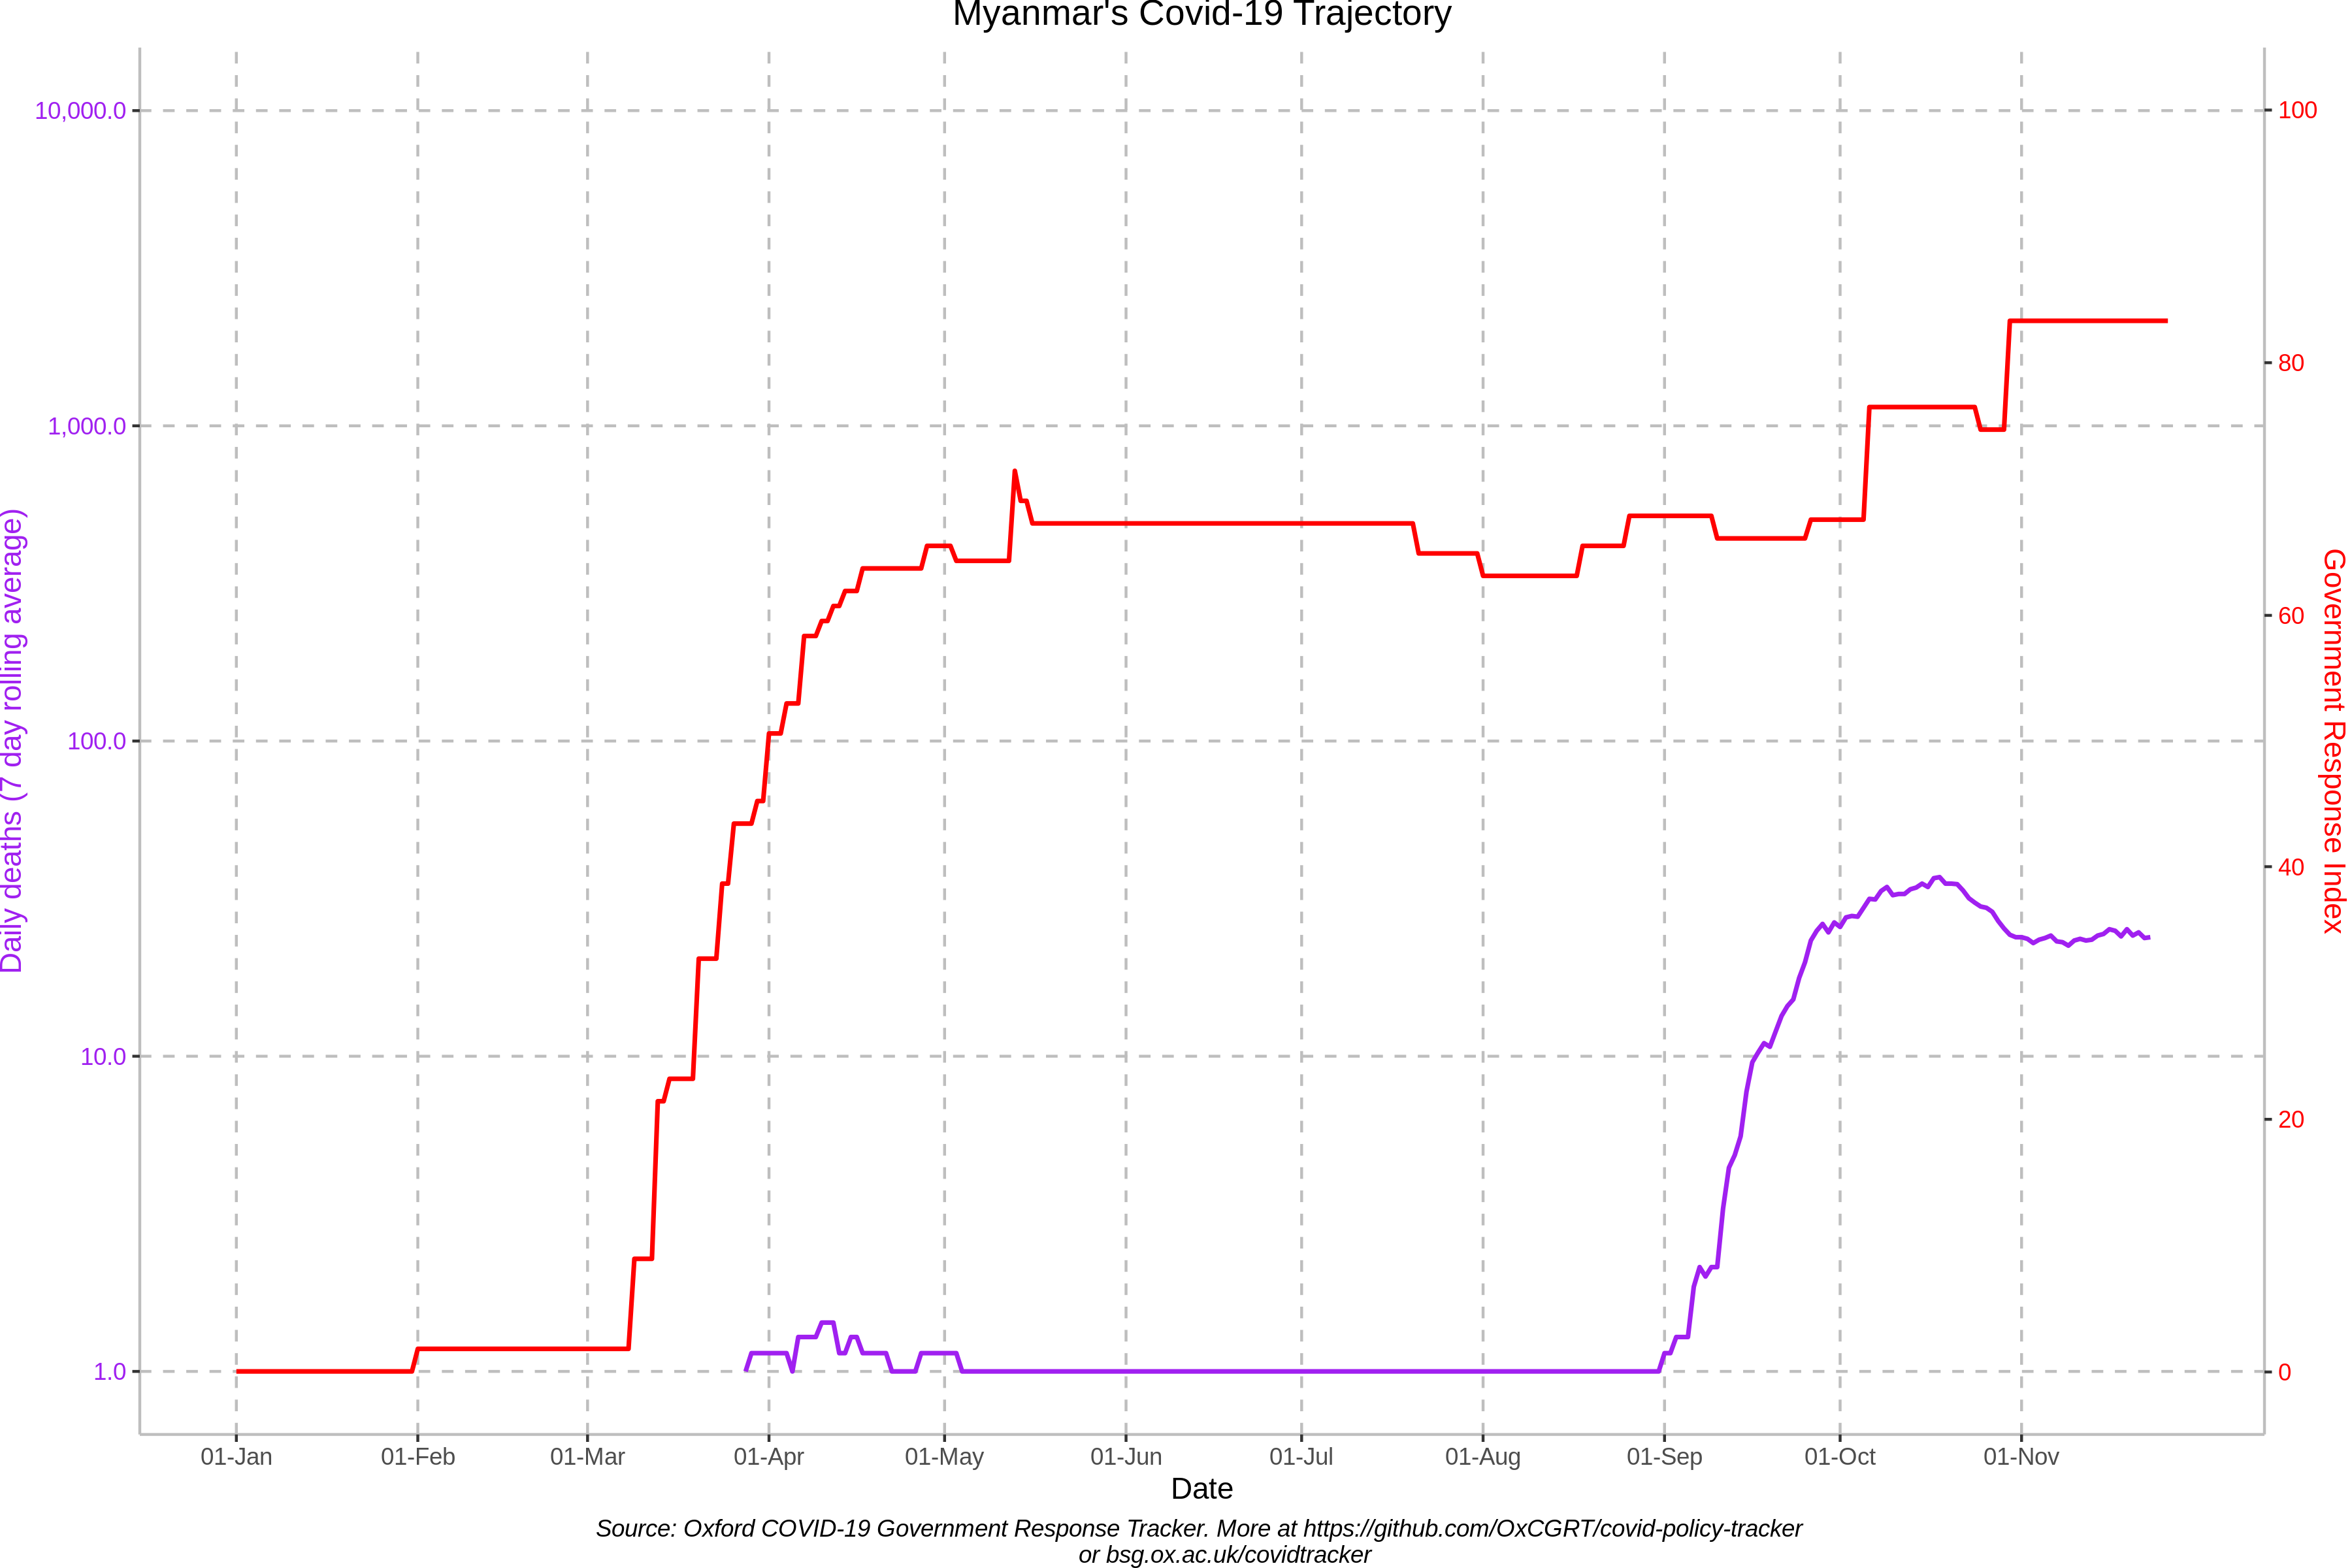 Myanmar's Covid-19 Trajectory
10,000.0
1,000.0
100.0
10.0
1.0
Daily deaths (7 day rolling average)
100
80
60
40
20
0
Government Response Index
01-Jan
01-Feb
01-Mar
01-Apr
01-May
01-Jun
01-Jul
01-Aug
01-Sep
01-Oct
01-Nov
Date
Source: Oxford COVID-19 Government Response Tracker. More at https://github.com/OxCGRT/covid-policy-tracker
or bsg.ox.ac.uk/covidtracker